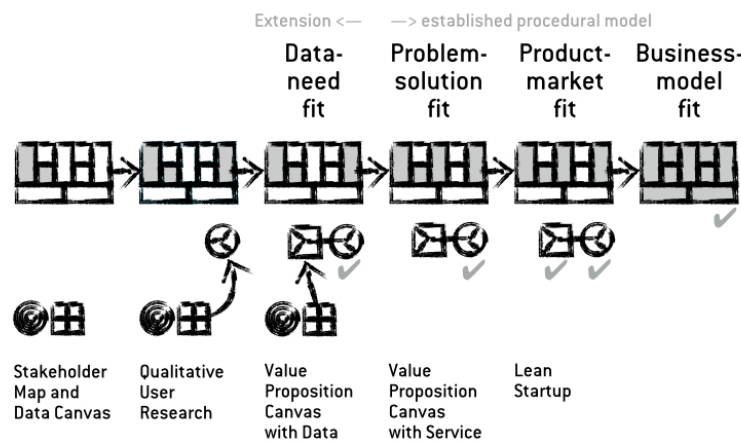 Extension <— —> established procedural model
Data-
need
fit
Problem-
solution
fit
Product-
market
fit
Business-
model
fit
Stakeholder
Map and
Data Canvas
Qualitative
User
Research
Value
Proposition
Canvas
with Data
Value
Proposition
Canvas
with Service
Lean
Startup